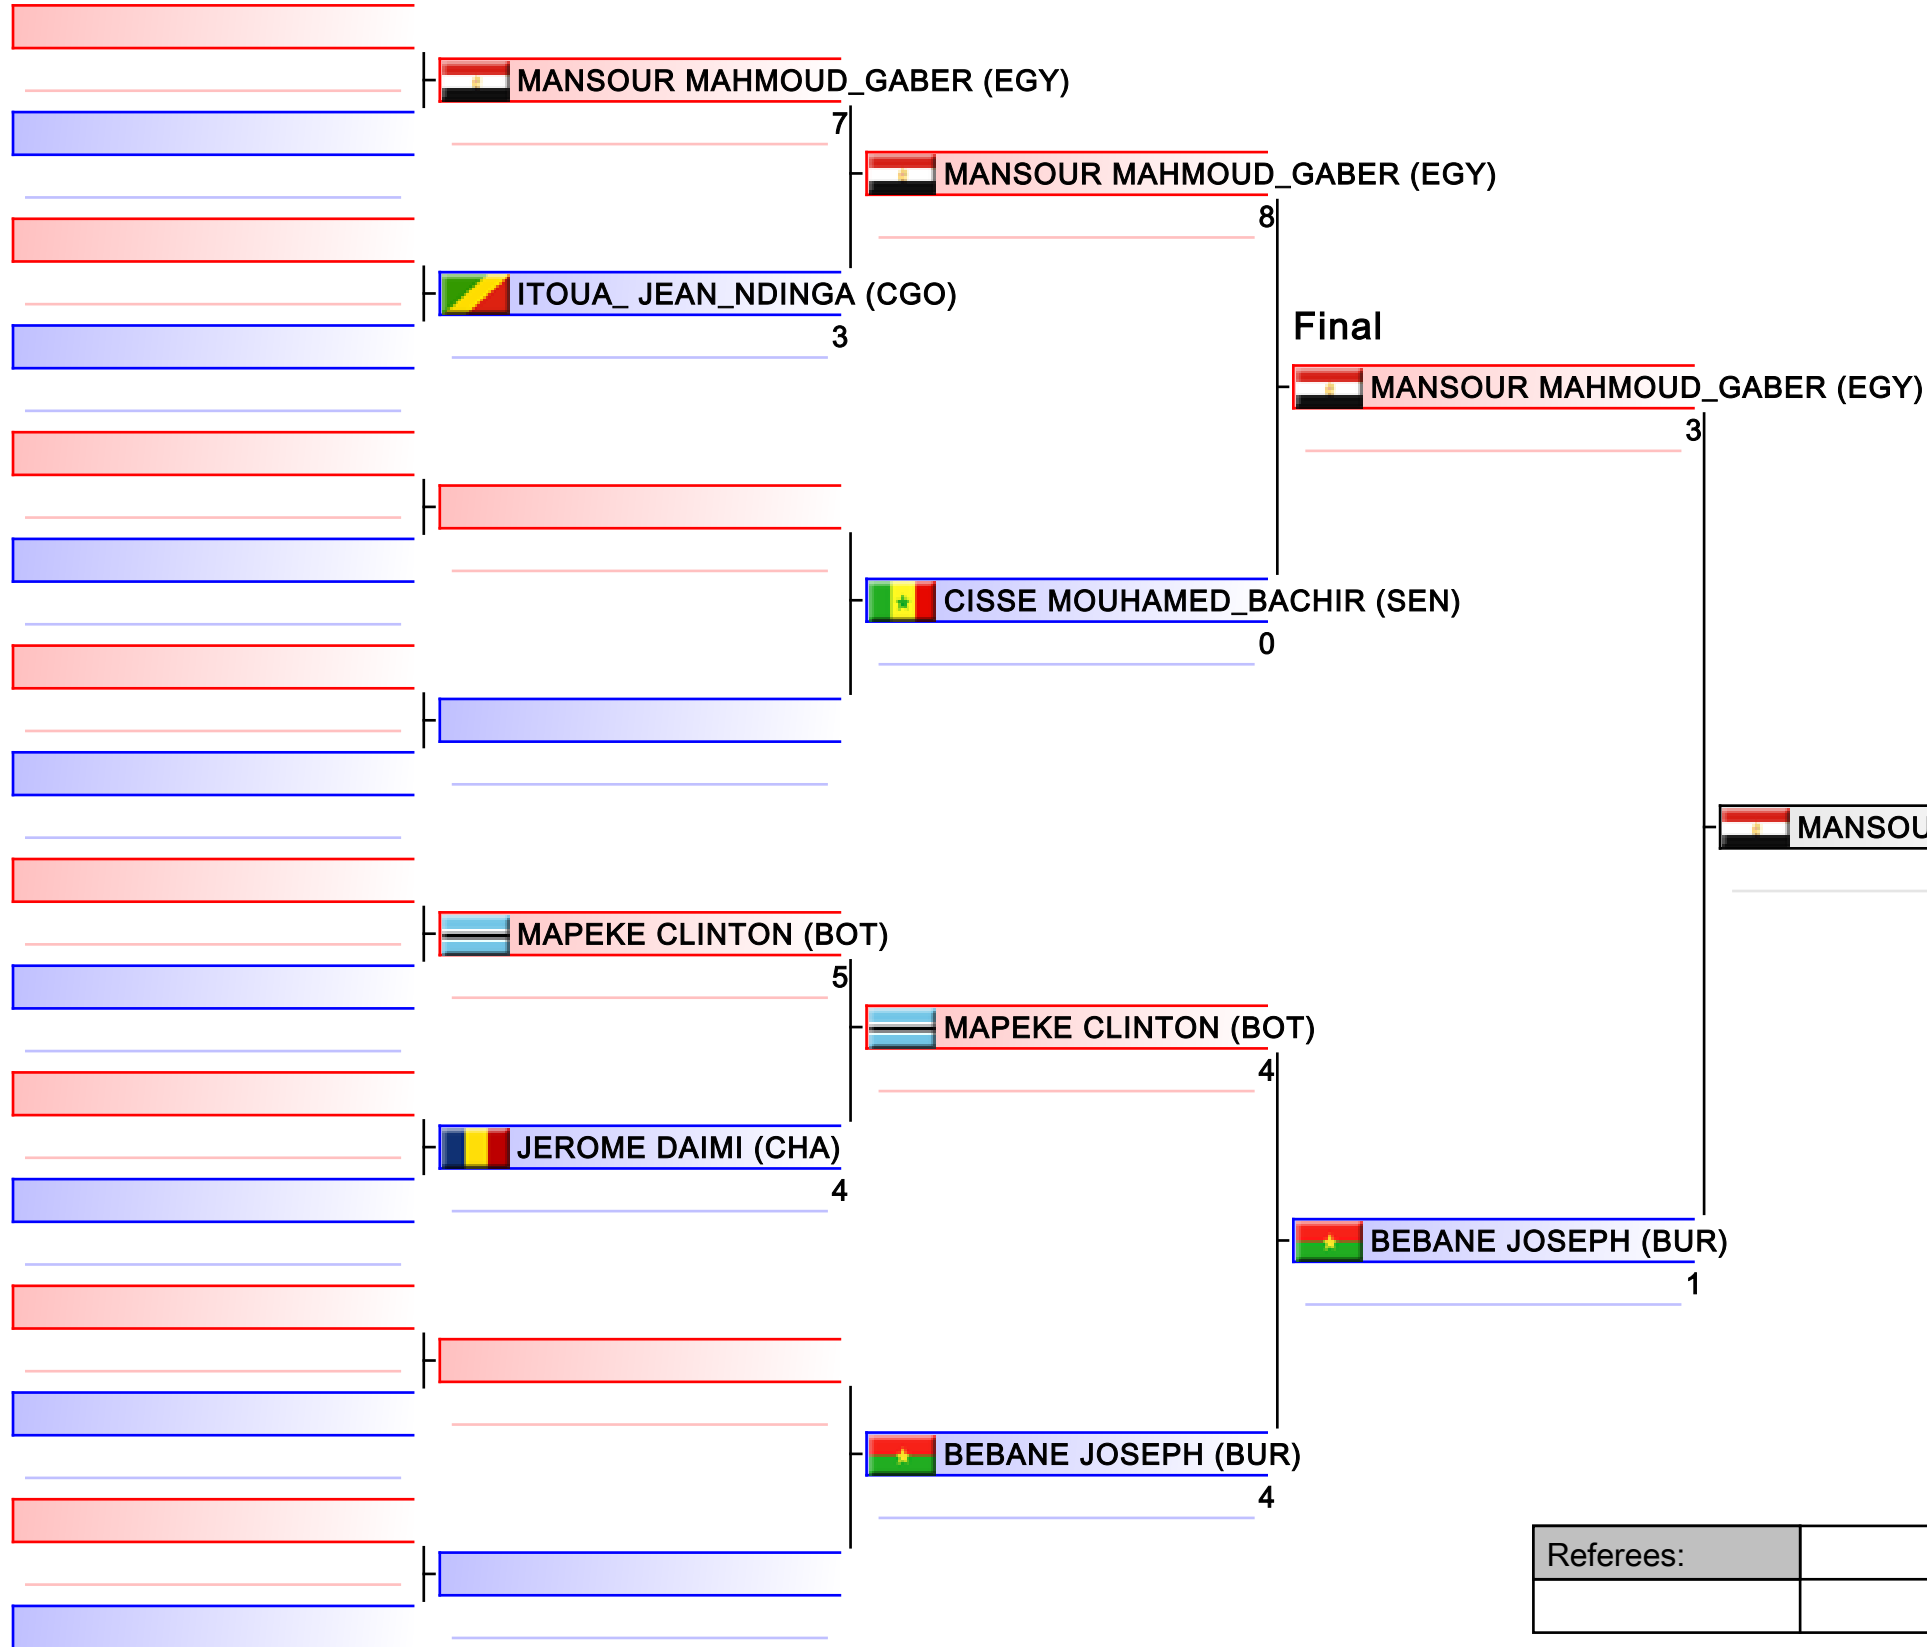 MANSOUR MAHMOUD_GABER (EGY)
7
MANSOUR MAHMOUD_GABER (EGY)
8
ITOUA_ JEAN_NDINGA (CGO)
3
Final
MANSOUR MAHMOUD_GABER (EGY)
3
CISSE MOUHAMED_BACHIR (SEN)
0
MANSOU
MAPEKE CLINTON (BOT)
5
MAPEKE CLINTON (BOT)
4
JEROME DAIMI (CHA)
4
BEBANE JOSEPH (BUR)
1
BEBANE JOSEPH (BUR)
4
Referees: